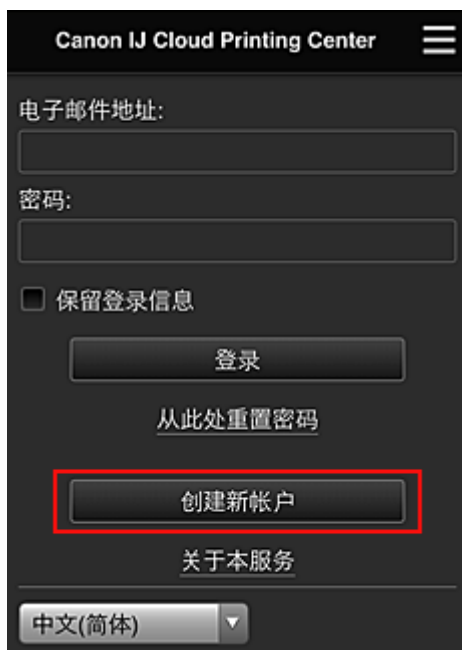 Canon IJ Cloud Printing Center
电子邮件地址:
密码:
保留登录信息
登录
从此处重置密码
创建新帐户
关于本服务
中文(简体)